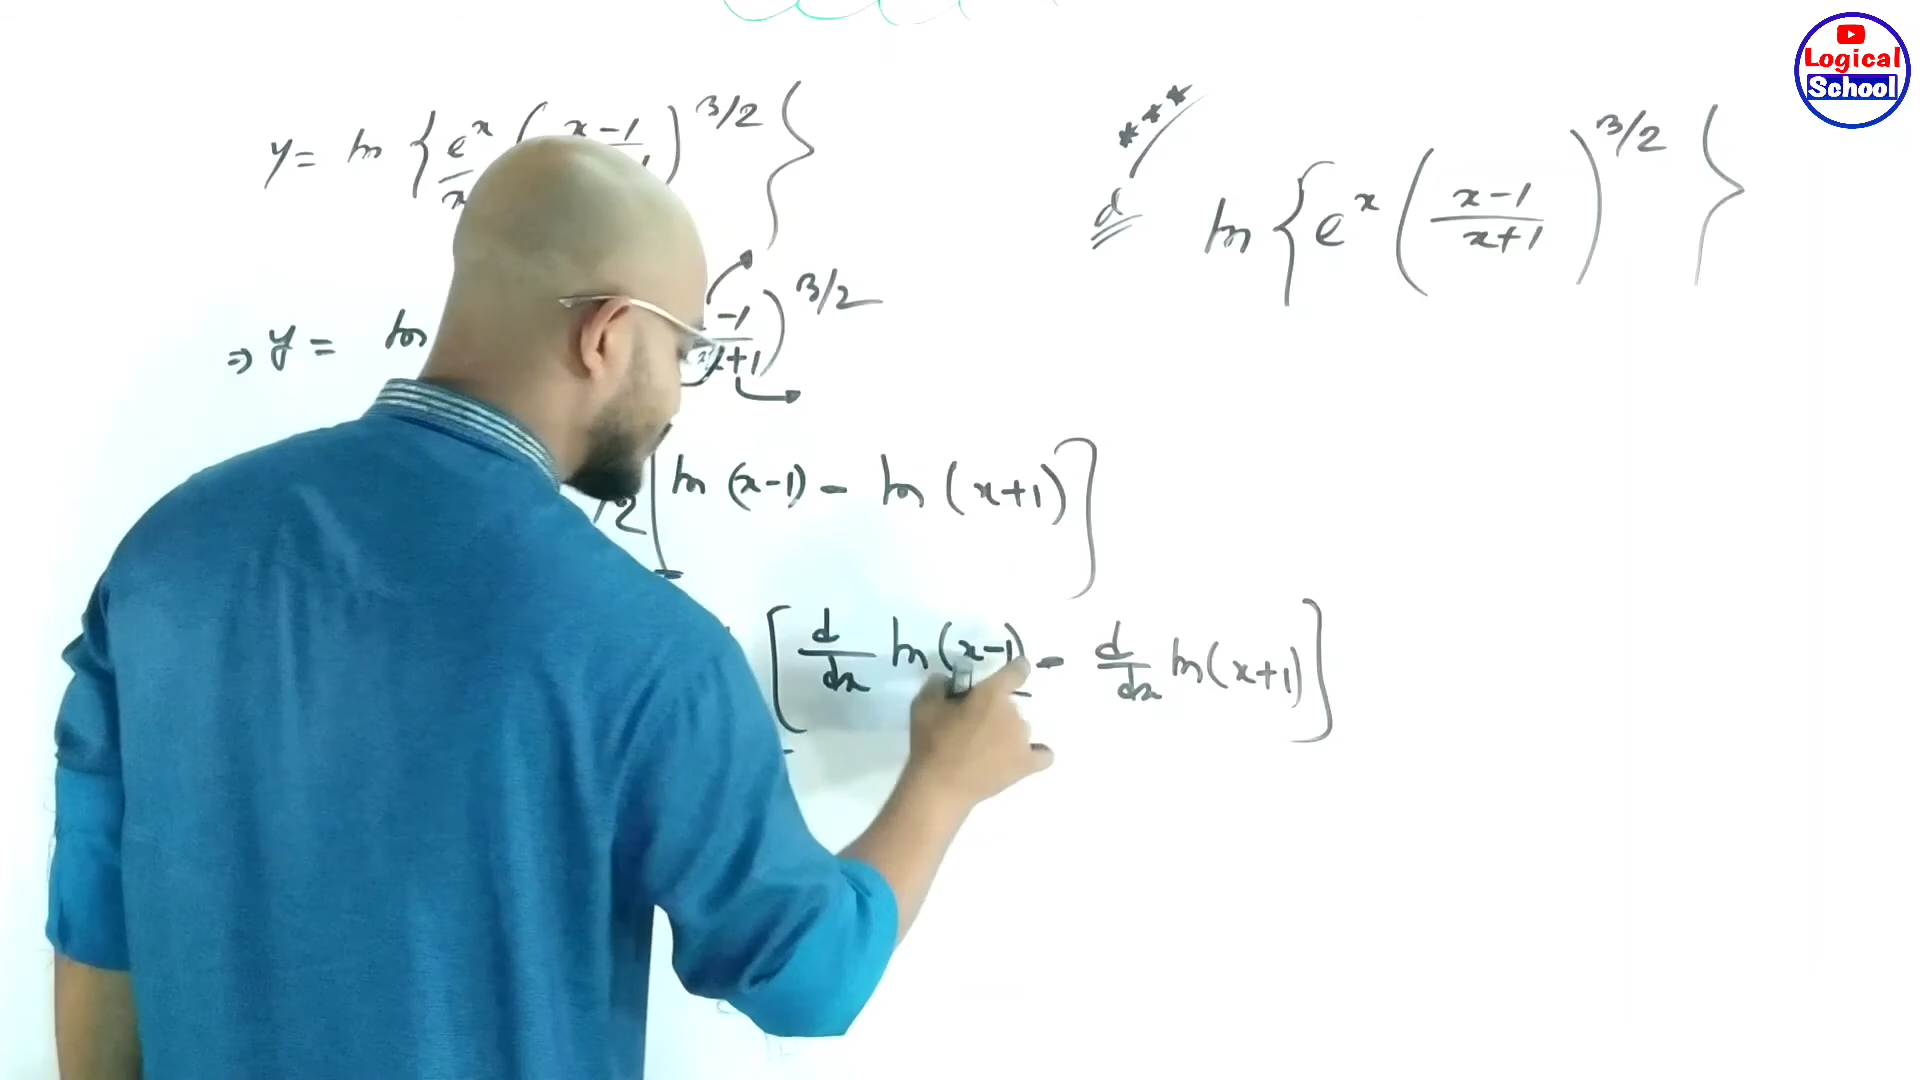 y = ln { e^x/x ( x-1 )^3/2 }
⇒ y = ln -1/x+1 )^3/2
/2 [ ln (x-1) - ln (x+1) ]
[ d/dx ln (x-1) - d/dx ln (x+1) ]
***
d ln { e^x ( x-1/x+1 )^3/2 }
Logical
School